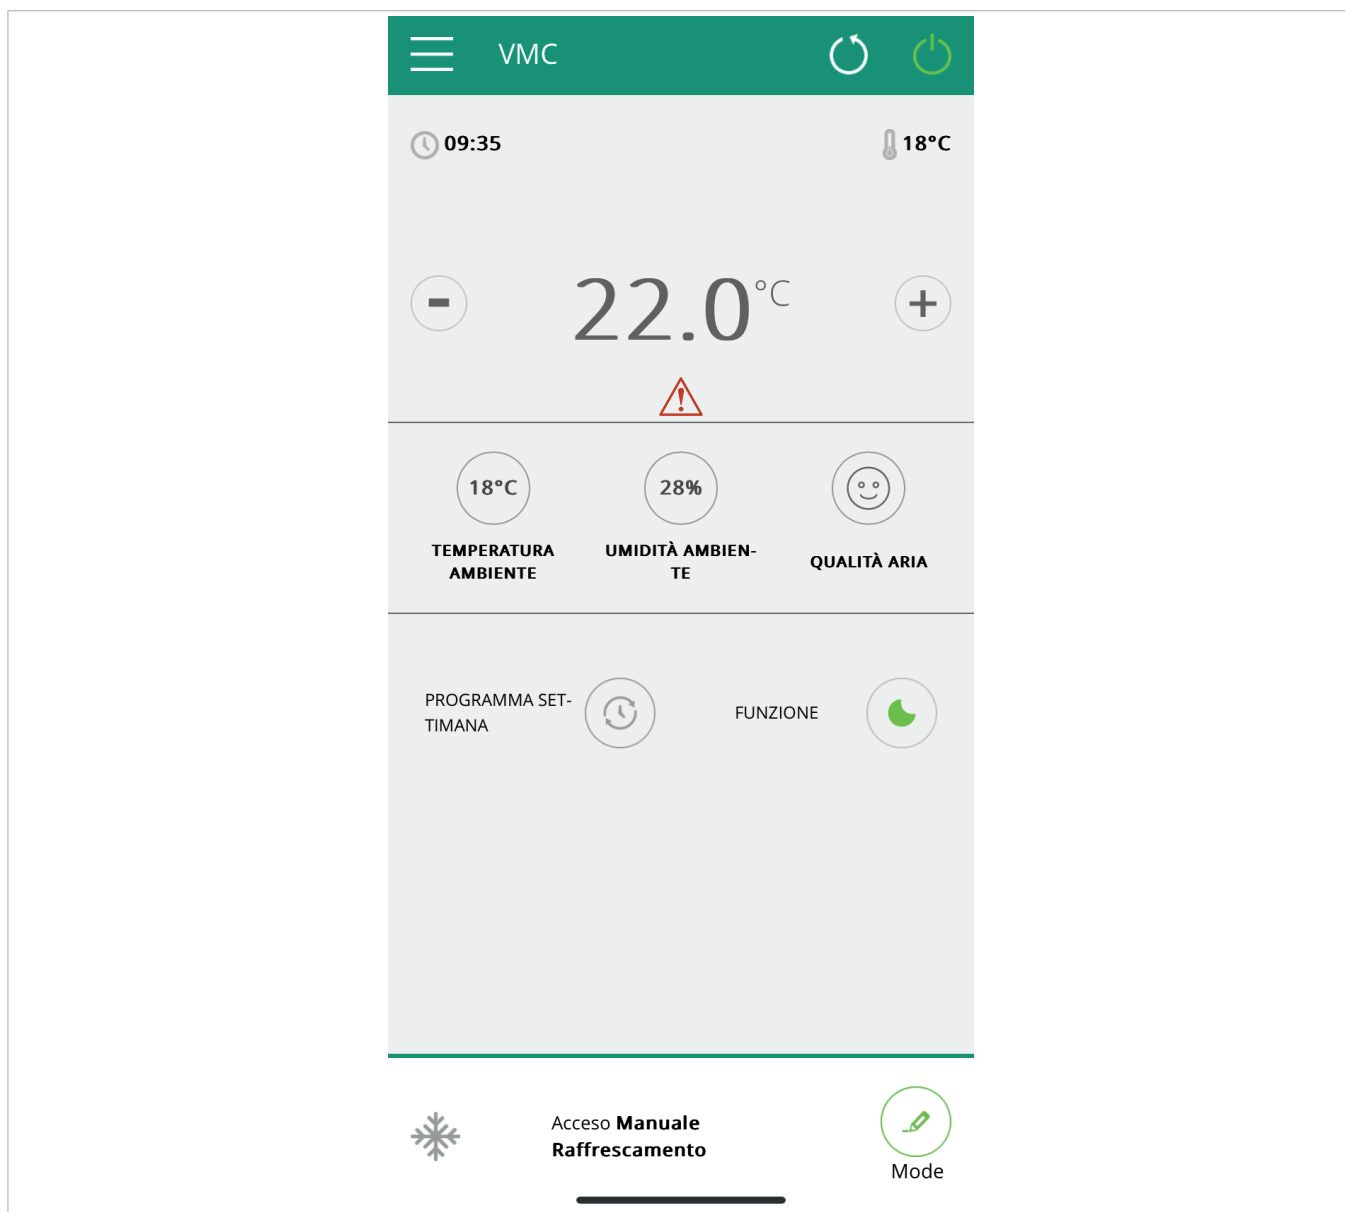 VMC
09:35
18°C
-
22.0°C
+
18°C
28%
TEMPERATURA
AMBIENTE
UMIDITÀ AMBIEN-
TE
QUALITÀ ARIA
PROGRAMMA SET-
TIMANA
FUNZIONE
Acceso Manuale
Raffrescamento
Mode